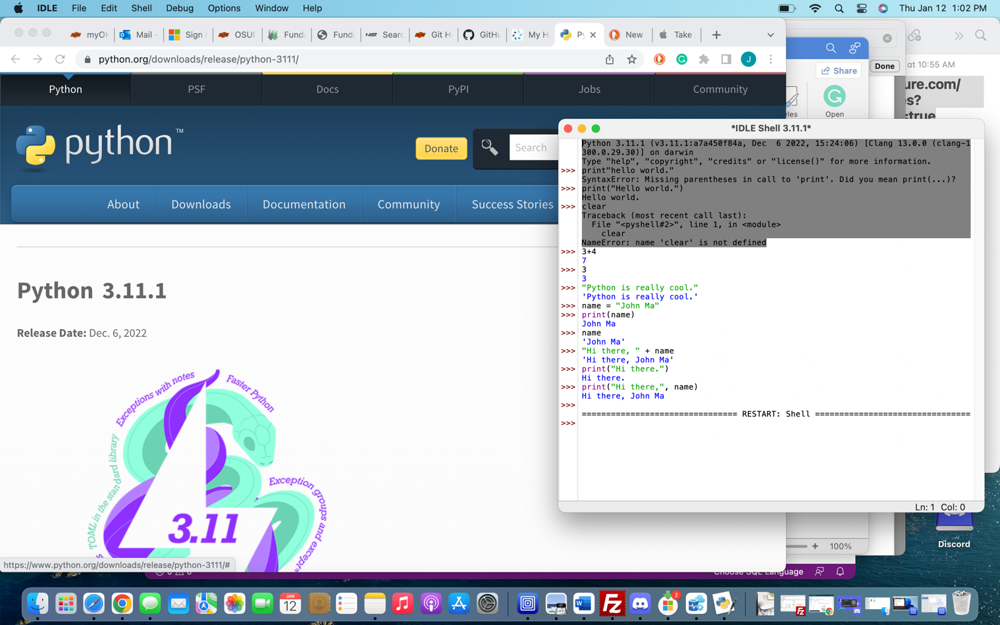 IDLE File Edit Shell Debug Options Window Help Thu Jan 12 1:02 PM
myO Mail - Sign i OSU Fund Fund NIST Searc Git H GitHu My H Py New Take
python.org/downloads/release/python-3111/ J
Share Done at 10:55 AM
Python PSF Docs PyPI Jobs Community
ure.com/
s?
=true
Open
python™
Donate Search
About Downloads Documentation Community Success Stories
Python 3.11.1
Release Date: Dec. 6, 2022
Exceptions with notes
Faster Python
TOML in the standard library
Exception groups and except*
3.11
*IDLE Shell 3.11.1*
Python 3.11.1 (v3.11.1:a7a450f84a, Dec  6 2022, 15:24:06) [Clang 13.0.0 (clang-1
300.0.29.30)] on darwin
Type "help", "copyright", "credits" or "license()" for more information.
>>> print"hello world."
SyntaxError: Missing parentheses in call to 'print'. Did you mean print(...)?
>>> print("Hello world.")
Hello world.
>>> clear
Traceback (most recent call last):
  File "<pyshell#2>", line 1, in <module>
    clear
NameError: name 'clear' is not defined
>>> 3+4
7
>>> 3
3
>>> "Python is really cool."
'Python is really cool.'
>>> name = "John Ma"
>>> print(name)
John Ma
>>> name
'John Ma'
>>> "Hi there, " + name
'Hi there, John Ma'
>>> print("Hi there.")
Hi there.
>>> print("Hi there,", name)
Hi there, John Ma
>>>
================================ RESTART: Shell ================================
>>>
Ln: 1 Col: 0
100%
Discord
https://www.python.org/downloads/release/python-3111/#
Choose SQL Language
JAN
12
W
FZ
2